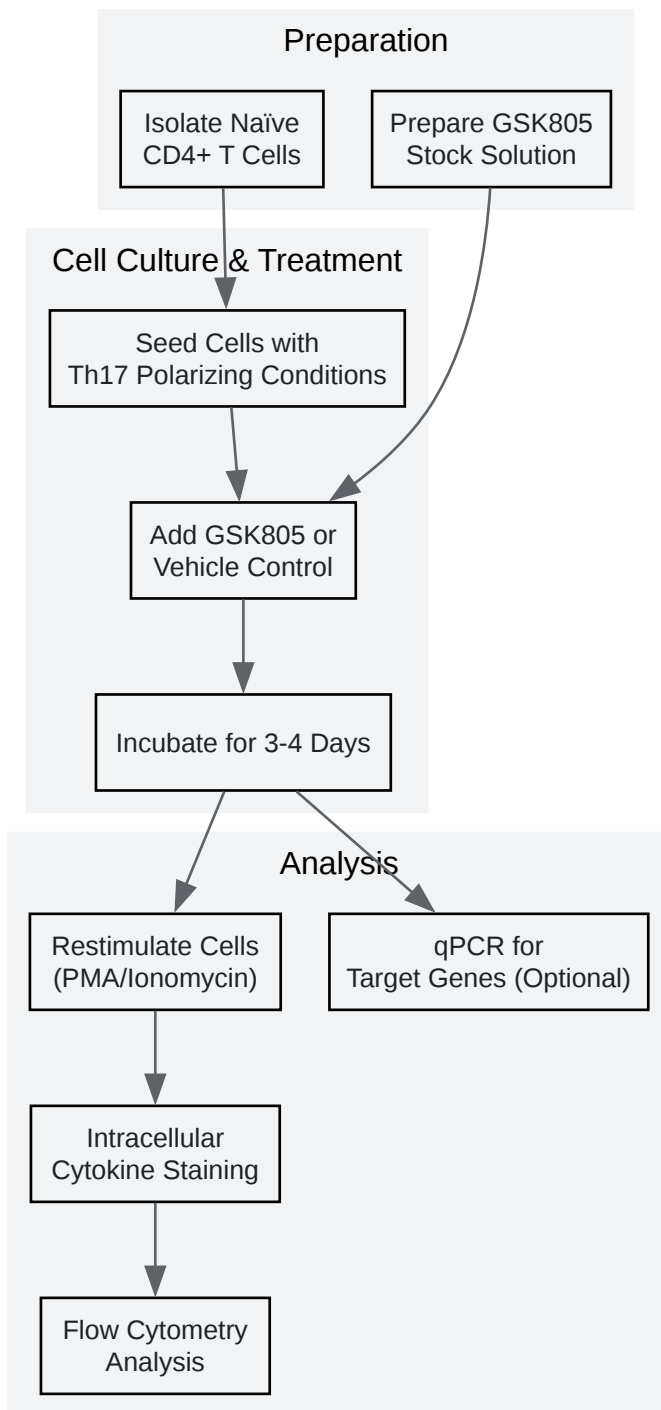 Preparation
Isolate Naïve
CD4+ T Cells
Prepare GSK805
Stock Solution
Cell Culture & Treatment
Seed Cells with
Th17 Polarizing Conditions
Add GSK805 or
Vehicle Control
Incubate for 3-4 Days
Analysis
Restimulate Cells
(PMA/Ionomycin)
qPCR for
Target Genes (Optional)
Intracellular
Cytokine Staining
Flow Cytometry
Analysis